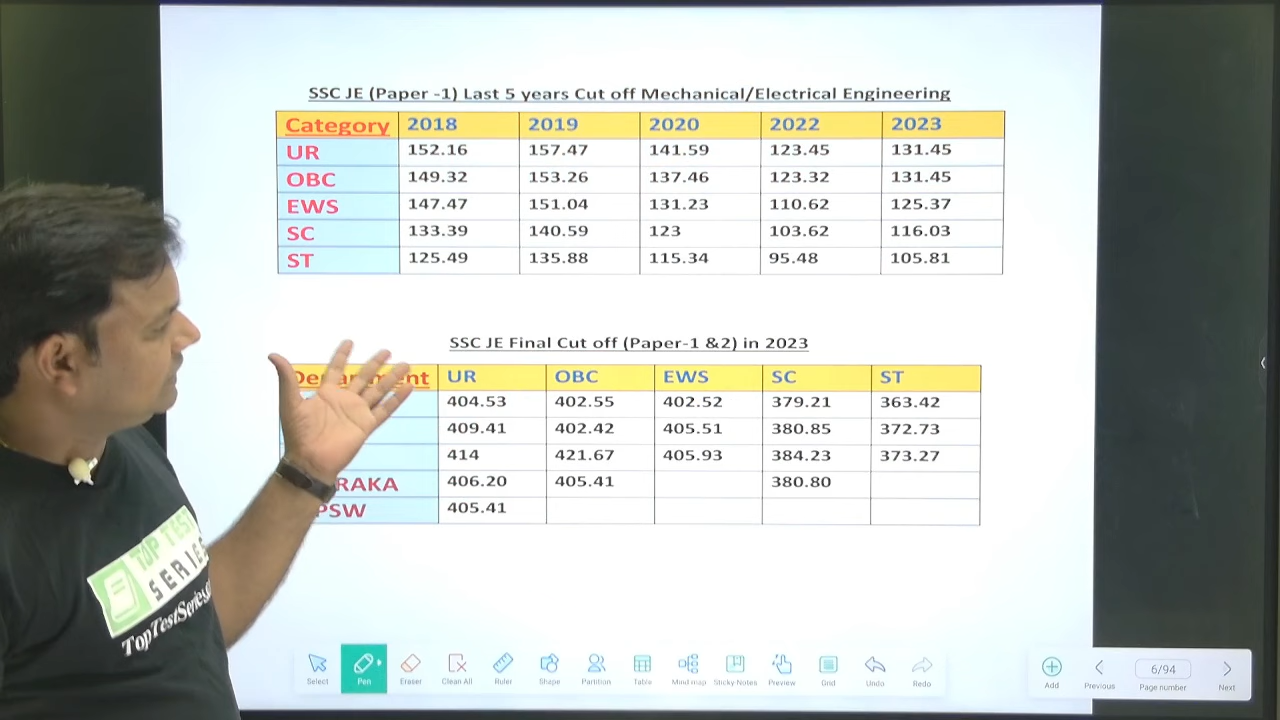 SSC JE (Paper -1) Last 5 years Cut off Mechanical/Electrical Engineering
Category 2018 2019 2020 2022 2023
UR 152.16 157.47 141.59 123.45 131.45
OBC 149.32 153.26 137.46 123.32 131.45
EWS 147.47 151.04 131.23 110.62 125.37
SC 133.39 140.59 123 103.62 116.03
ST 125.49 135.88 115.34 95.48 105.81
SSC JE Final Cut off (Paper-1 &2) in 2023
UR OBC EWS SC ST
404.53 402.55 402.52 379.21 363.42
409.41 402.42 405.51 380.85 372.73
414 421.67 405.93 384.23 373.27
RAKA 406.20 405.41 380.80
PSW 405.41
TOP TEST
SERIES
TopTestSeries
Select Pen Eraser Clean All Ruler Shape Partition Table Mind map Sticky Notes Preview Grid Undo Redo
Add Previous 6/94 Page number Next